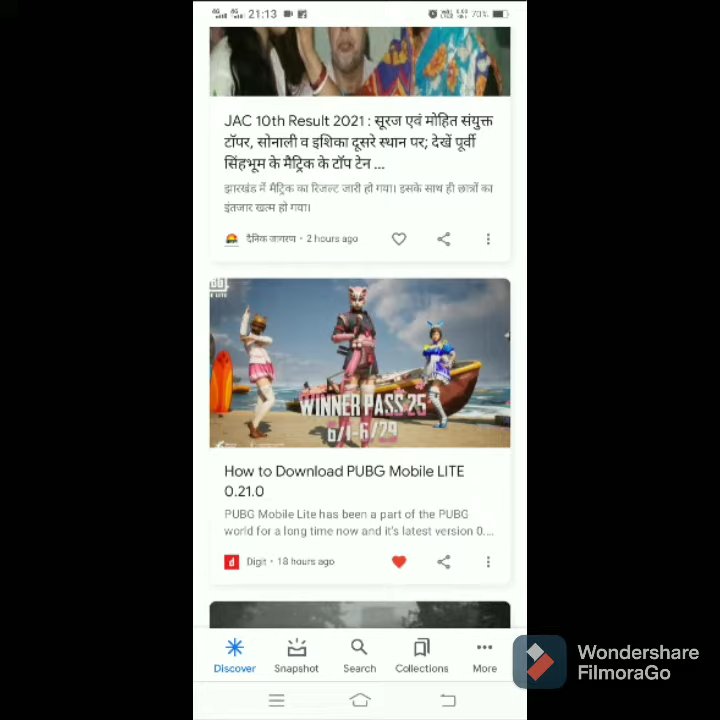 21:13
70%
JAC 10th Result 2021 : सूरज एवं मोहित संयुक्त
टॉपर, सोनाली व इशिका दूसरे स्थान पर; देखें पूर्वी
सिंहभूम के मैट्रिक के टॉप टेन ...
झारखंड में मैट्रिक का रिजल्ट जारी हो गया। इसके साथ ही छात्रों का
इंतजार खत्म हो गया।
दैनिक जागरण • 2 hours ago
WINNER PASS 25
6/1-6/29
How to Download PUBG Mobile LITE
0.21.0
PUBG Mobile Lite has been a part of the PUBG
world for a long time now and it's latest version 0....
d Digit • 18 hours ago
Discover Snapshot Search Collections More
Wondershare
FilmoraGo